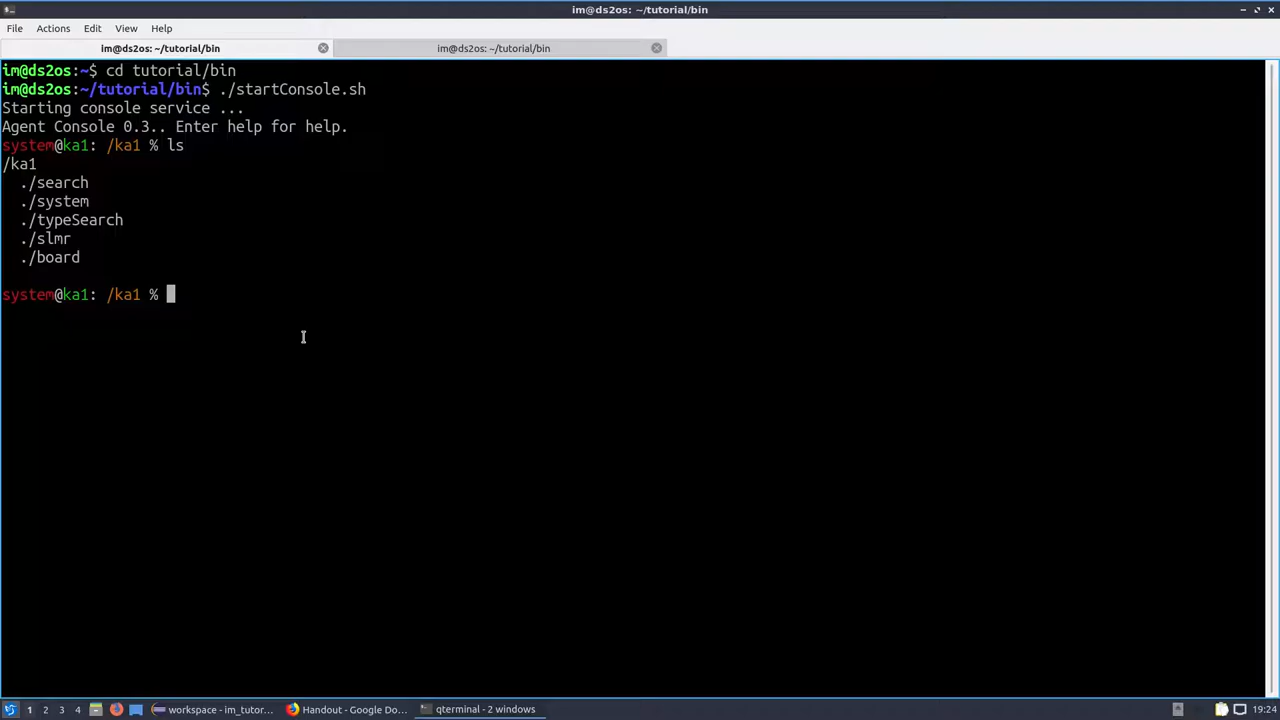 im@ds2os: ~/tutorial/bin
File Actions Edit View Help
im@ds2os: ~/tutorial/bin im@ds2os: ~/tutorial/bin
im@ds2os:~$ cd tutorial/bin
im@ds2os:~/tutorial/bin$ ./startConsole.sh
Starting console service ...
Agent Console 0.3.. Enter help for help.
system@ka1: /ka1 % ls
/ka1
./search
./system
./typeSearch
./slmr
./board
system@ka1: /ka1 %
1 2 3 4 workspace - im_tutor... Handout - Google Do... qterminal - 2 windows 19:24